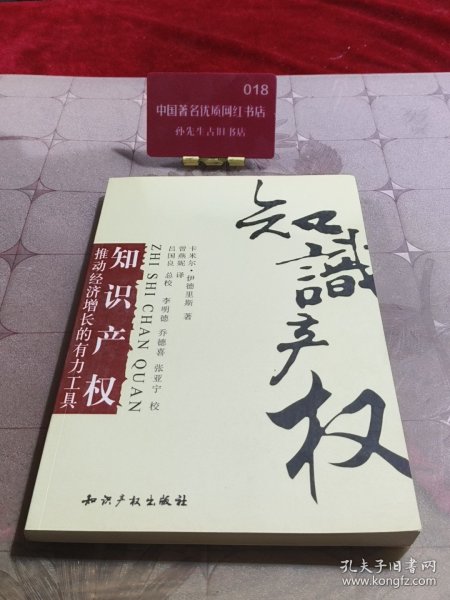 018
中国著名优质网红书店
孙先生古旧书店
知識产权
卡米尔·伊德里斯 著
曾燕妮 译
吕国良 总校 李明德 乔德喜 张亚宁 校
ZHI SHI CHAN QUAN
知识产权
推动经济增长的有力工具
知识产权出版社
孔夫子旧书网
www.kongfz.com